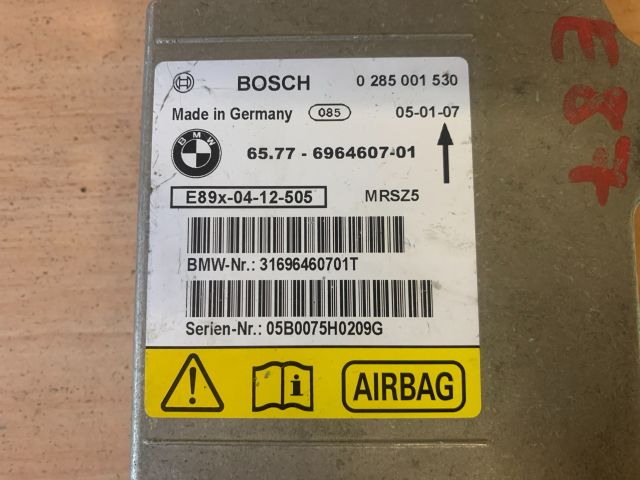 BOSCH 0 285 001 530
Made in Germany 085 05-01-07
BMW 65.77 - 6964607-01
E89x-04-12-505 MRSZ5
BMW-Nr.: 31696460701T
Serien-Nr.: 05B0075H0209G
AIRBAG
E87